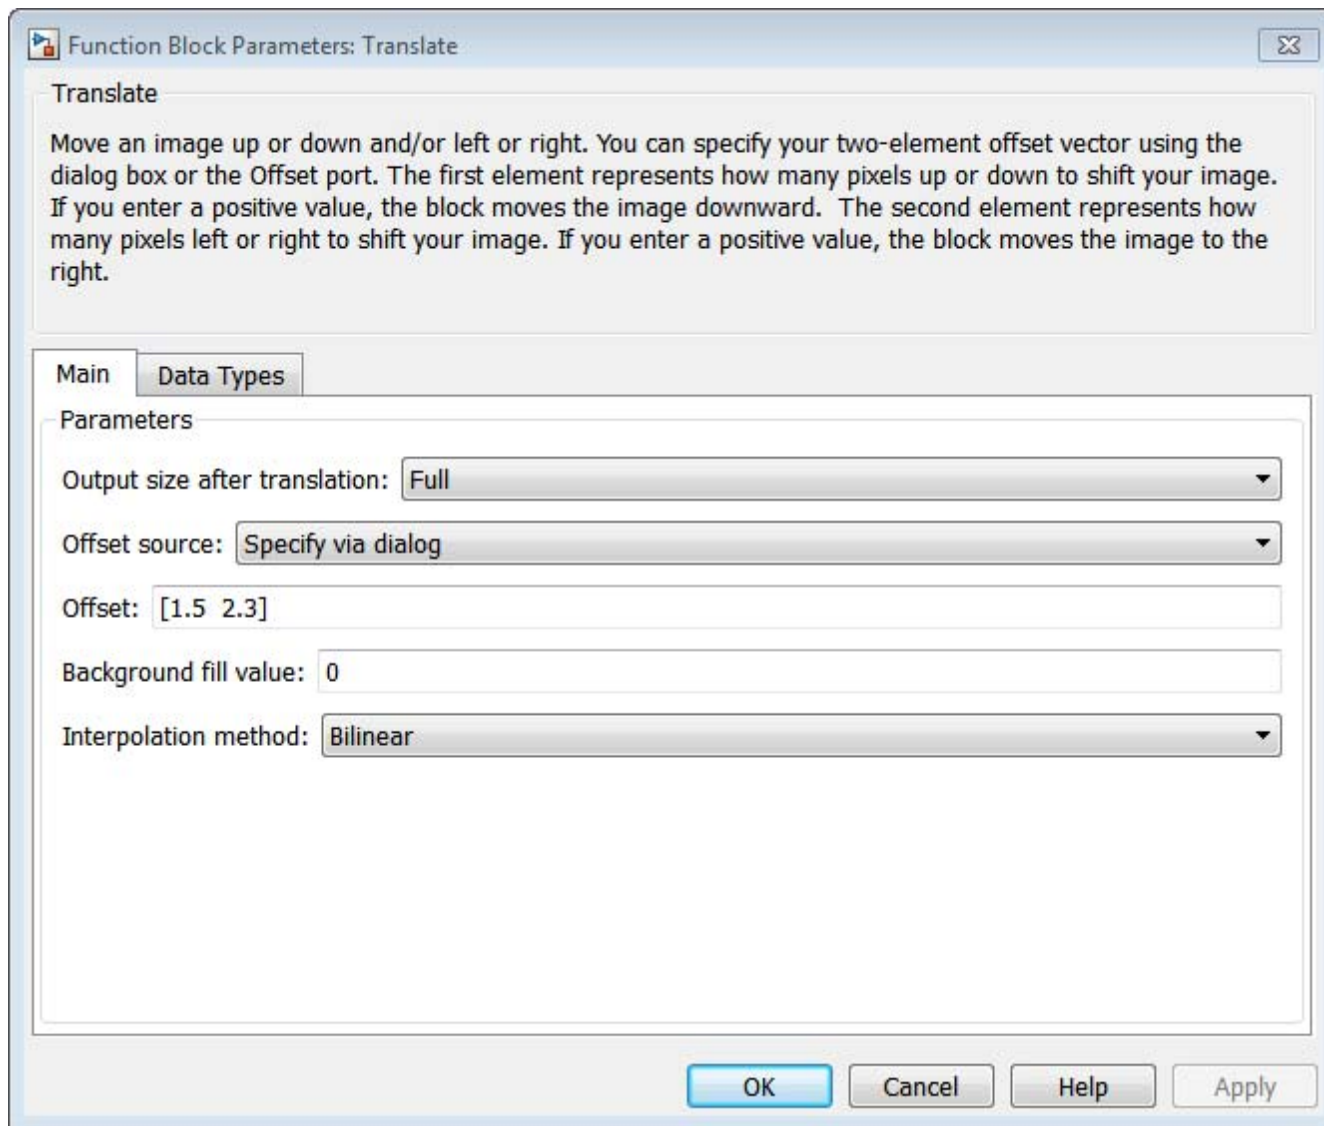 Function Block Parameters: Translate
Translate
Move an image up or down and/or left or right. You can specify your two-element offset vector using the
dialog box or the Offset port. The first element represents how many pixels up or down to shift your image.
If you enter a positive value, the block moves the image downward.  The second element represents how
many pixels left or right to shift your image. If you enter a positive value, the block moves the image to the
right.
Main Data Types
Parameters
Output size after translation: Full
Offset source: Specify via dialog
Offset: [1.5  2.3]
Background fill value: 0
Interpolation method: Bilinear
OK Cancel Help Apply